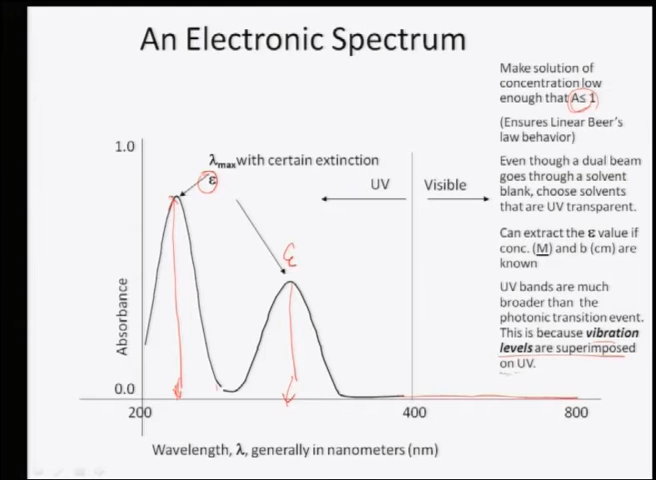 An Electronic Spectrum
Make solution of
concentration low
enough that A≤ 1
(Ensures Linear Beer's
law behavior)
Even though a dual beam
goes through a solvent
blank, choose solvents
that are UV transparent.
Can extract the ε value if
conc. (M) and b (cm) are
known
UV bands are much
broader than the
photonic transition event.
This is because vibration
levels are superimposed
on UV.
1.0
λmax with certain extinction
ε
UV
Visible
ε
Absorbance
0.0
200
400
800
Wavelength, λ, generally in nanometers (nm)